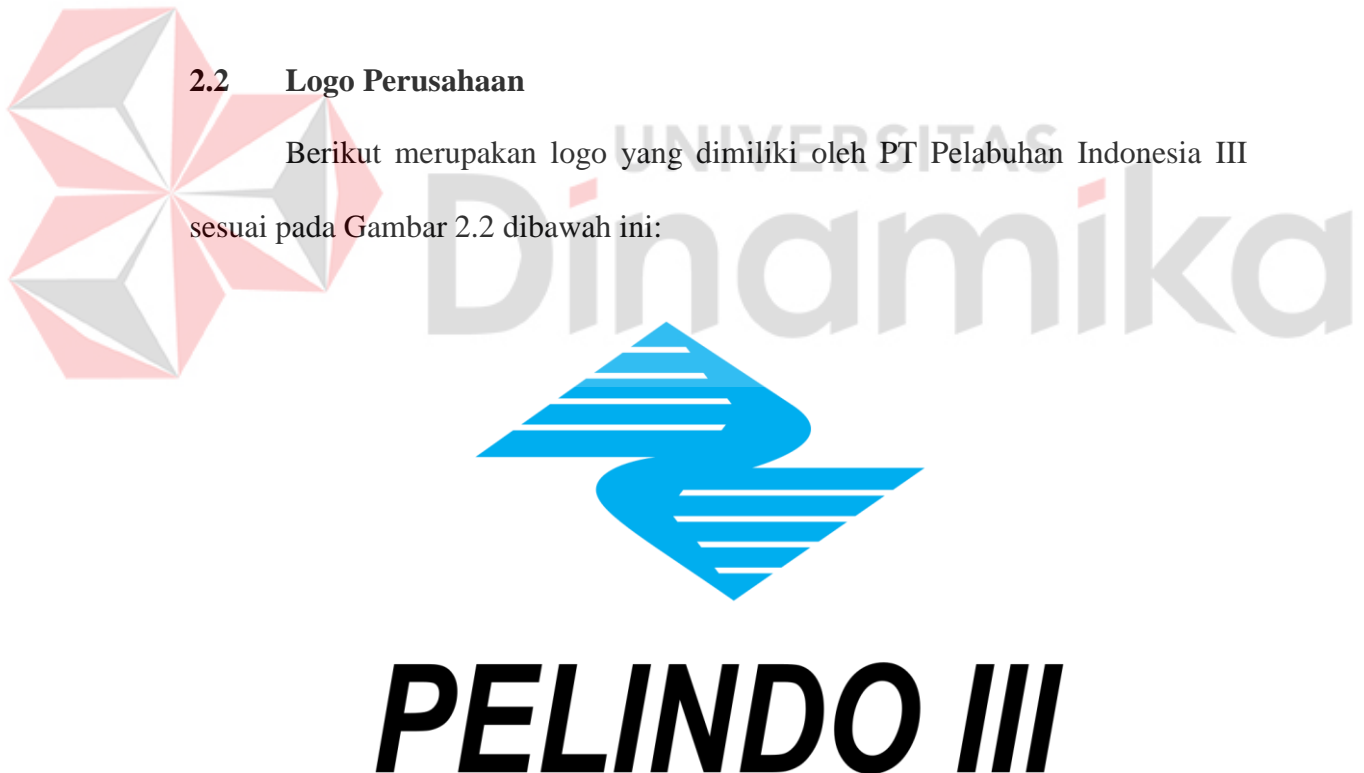 2.2 Logo Perusahaan
UNIVERSITAS
Dinamika
Berikut merupakan logo yang dimiliki oleh PT Pelabuhan Indonesia III
sesuai pada Gambar 2.2 dibawah ini:
PELINDO III